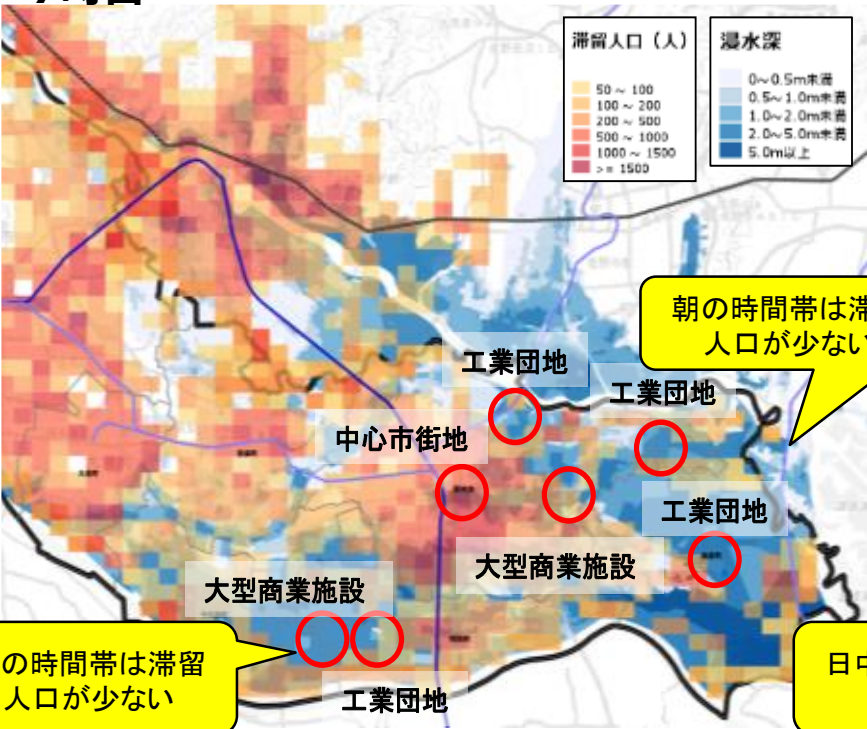 滞留人口（人）
50 ~ 100
100 ~ 200
200 ~ 500
500 ~ 1000
1000 ~ 1500
>= 1500
浸水深
0~0.5m未満
0.5~1.0m未満
1.0~2.0m未満
2.0~5.0m未満
5.0m以上
朝の時間帯は滞
人口が少ない
工業団地
工業団地
中心市街地
工業団地
大型商業施設
大型商業施設
の時間帯は滞留
人口が少ない
工業団地
日中